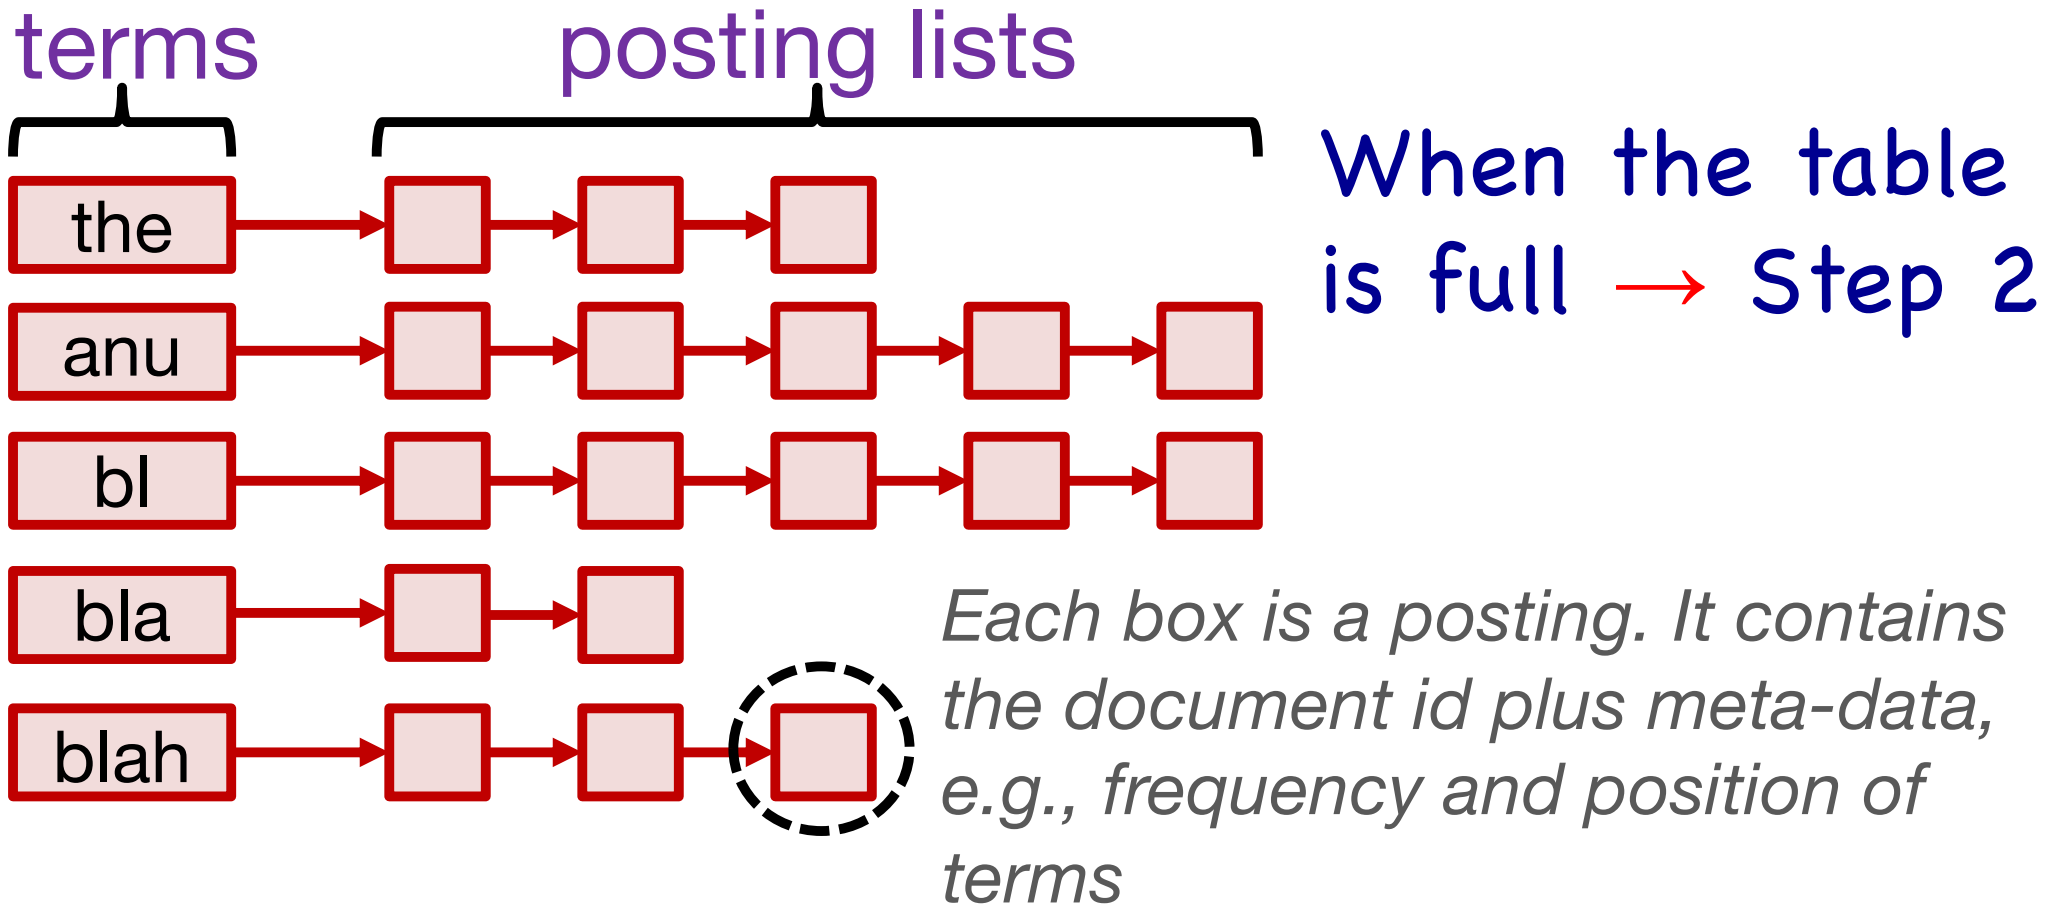 terms
posting lists
When the table
is full → Step 2
the
anu
bl
bla
blah
Each box is a posting. It contains
the document id plus meta-data,
e.g., frequency and position of
terms